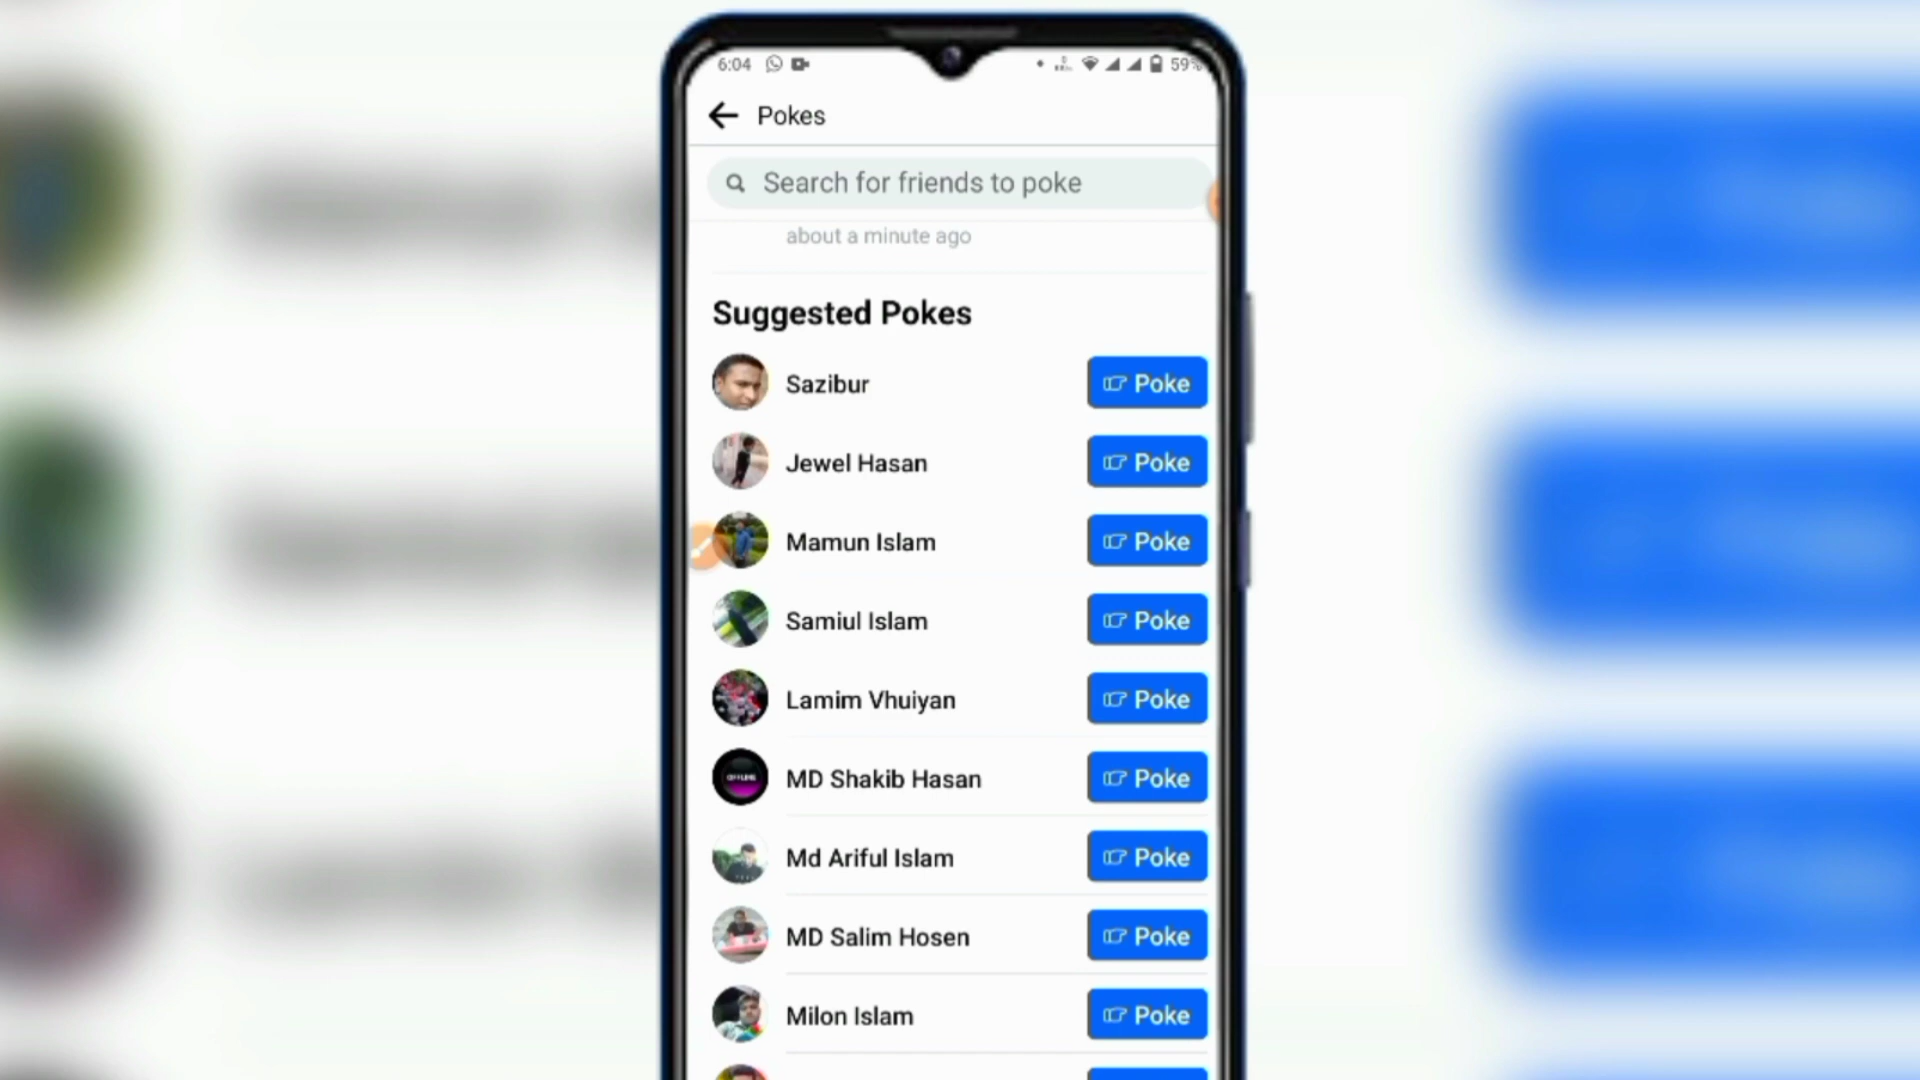 6:04 59%
Pokes
Search for friends to poke
about a minute ago
Suggested Pokes
Sazibur Poke
Jewel Hasan Poke
Mamun Islam Poke
Samiul Islam Poke
Lamim Vhuiyan Poke
OFFLINE
MD Shakib Hasan Poke
Md Ariful Islam Poke
MD Salim Hosen Poke
Milon Islam Poke